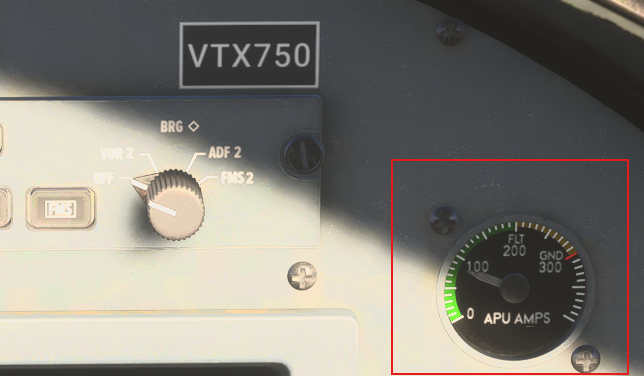 VTX750
BRG ◇
VOR 2
ADF 2
OFF
FMS 2
FLT
200
GND
300
100
0
APU AMPS